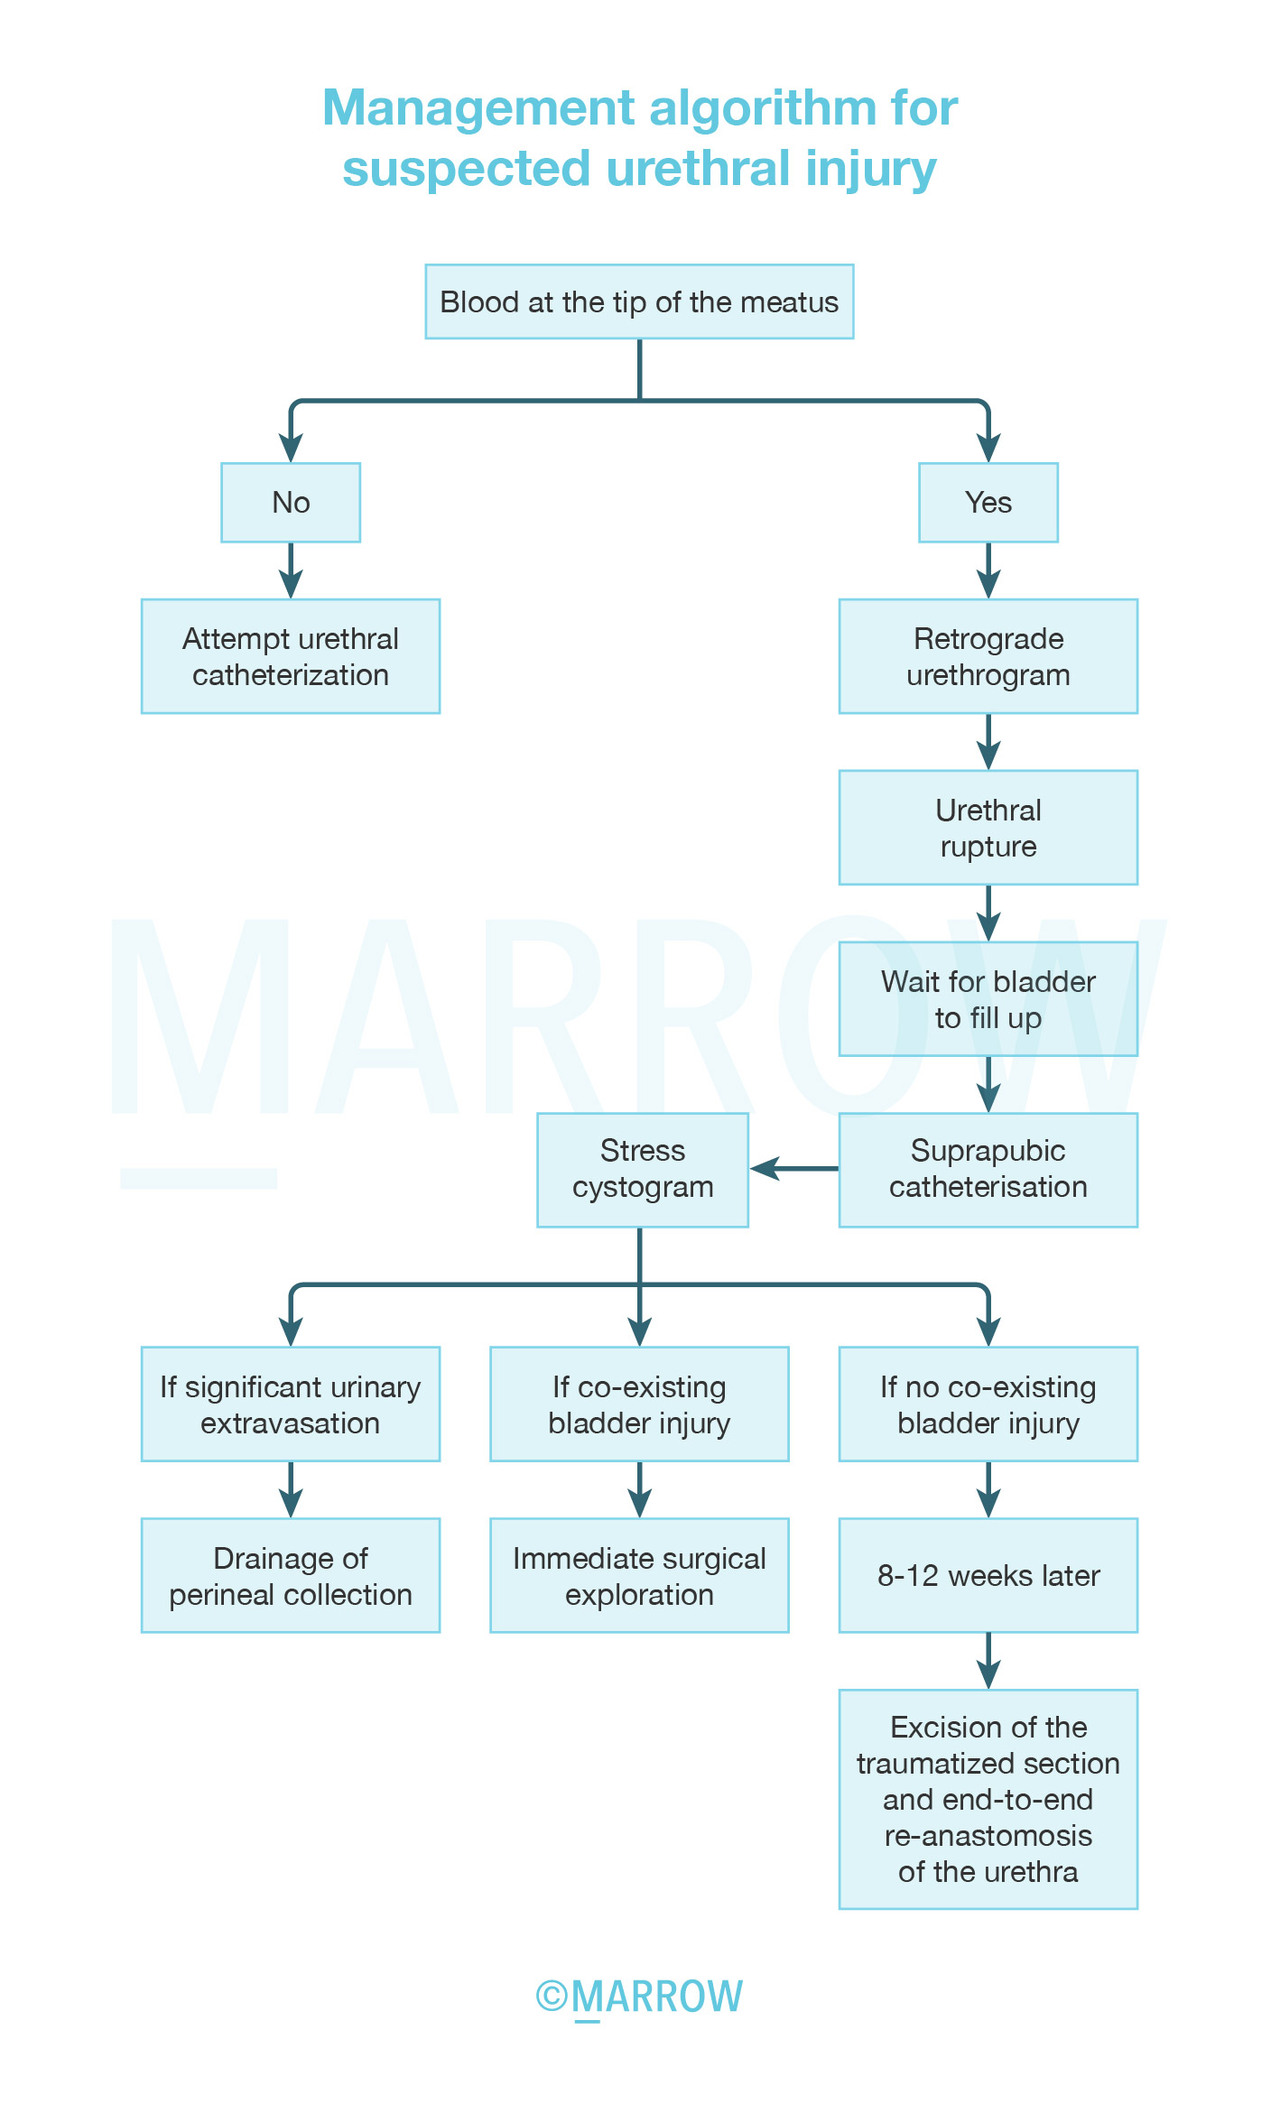 Management algorithm for
suspected urethral injury
Blood at the tip of the meatus
No
Yes
Attempt urethral
catheterization
Retrograde
urethrogram
Urethral
rupture
Wait for bladder
to fill up
MARROW
Stress
cystogram
Suprapubic
catheterisation
If significant urinary
extravasation
If co-existing
bladder injury
If no co-existing
bladder injury
Drainage of
perineal collection
Immediate surgical
exploration
8-12 weeks later
Excision of the
traumatized section
and end-to-end
re-anastomosis
of the urethra
©MARROW